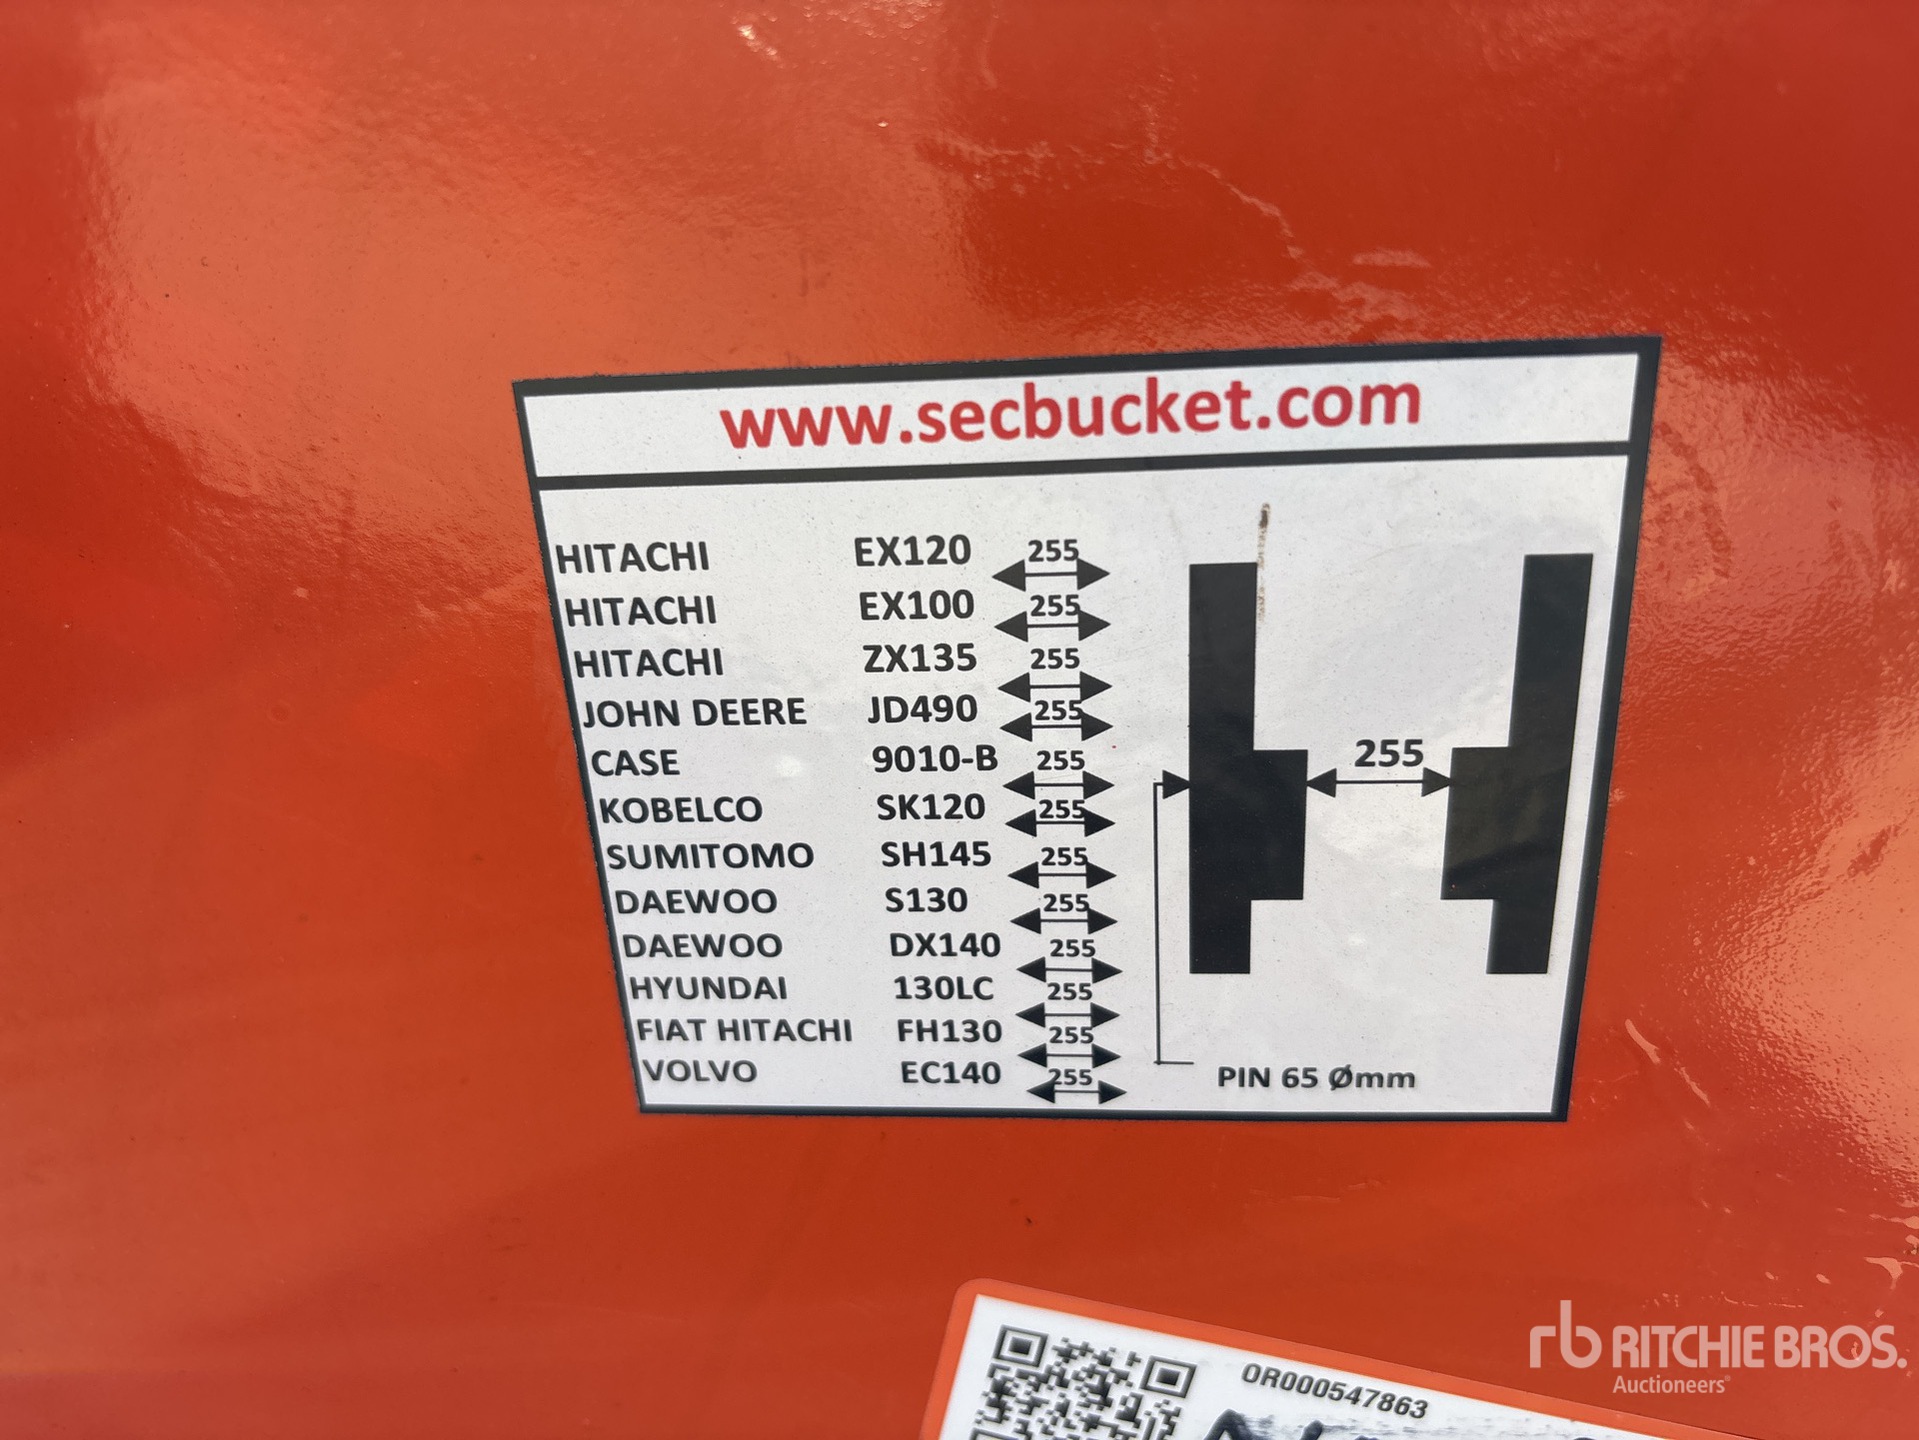 www.secbucket.com
HITACHI EX120 255
HITACHI EX100 255
HITACHI ZX135 255
JOHN DEERE JD490 255
CASE 9010-B 255
KOBELCO SK120 255
SUMITOMO SH145 255
DAEWOO S130 255
DAEWOO DX140 255
HYUNDAI 130LC 255
FIAT HITACHI FH130 255
VOLVO EC140 255
255
PIN 65 Ømm
0R000547863
rb RITCHIE BROS.
Auctioneers